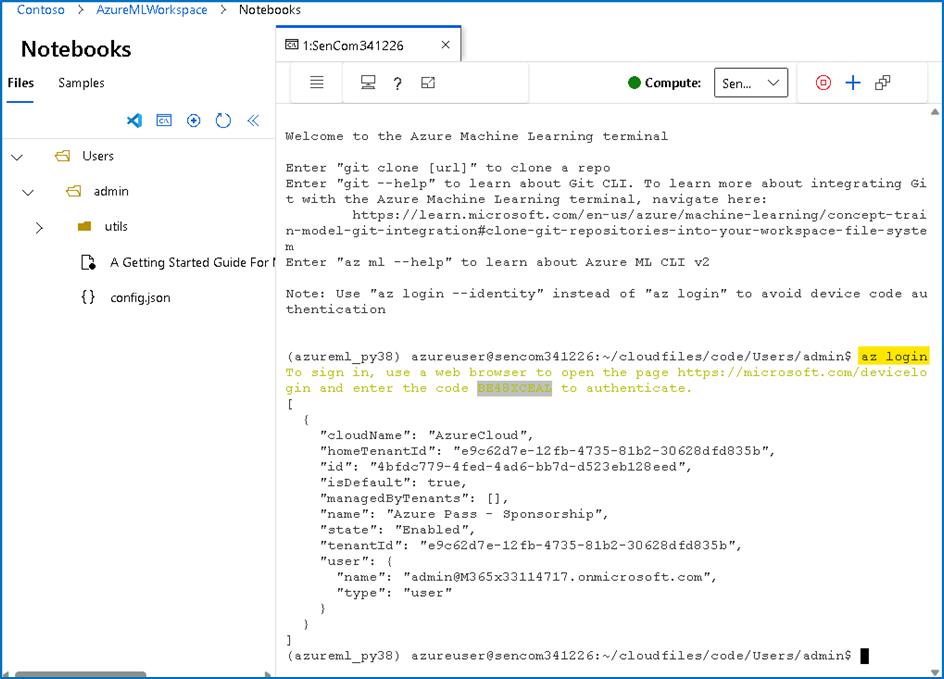 Contoso > AzureMLWorkspace > Notebooks
Notebooks
Files Samples
Users
admin
utils
A Getting Started Guide For
config.json
1:SenCom341226
Compute: Sen...
Welcome to the Azure Machine Learning terminal
Enter "git clone [url]" to clone a repo
Enter "git --help" to learn about Git CLI. To learn more about integrating Gi
t with the Azure Machine Learning terminal, navigate here:
https://learn.microsoft.com/en-us/azure/machine-learning/concept-trai
n-model-git-integration#clone-git-repositories-into-your-workspace-file-syste
m
Enter "az ml --help" to learn about Azure ML CLI v2
Note: Use "az login --identity" instead of "az login" to avoid device code au
thentication
(azureml_py38) azureuser@sencom341226:~/cloudfiles/code/Users/admin$ az login
To sign in, use a web browser to open the page https://microsoft.com/devicelo
gin and enter the code BE48XCEAL to authenticate.
[
{
"cloudName": "AzureCloud",
"homeTenantId": "e9c62d7e-12fb-4735-81b2-30628dfd835b",
"id": "4bfdc779-4fed-4ad6-bb7d-d523eb128eed",
"isDefault": true,
"managedByTenants": [],
"name": "Azure Pass - Sponsorship",
"state": "Enabled",
"tenantId": "e9c62d7e-12fb-4735-81b2-30628dfd835b",
"user": {
"name": "admin@M365x33114717.onmicrosoft.com",
"type": "user"
}
}
]
(azureml_py38) azureuser@sencom341226:~/cloudfiles/code/Users/admin$